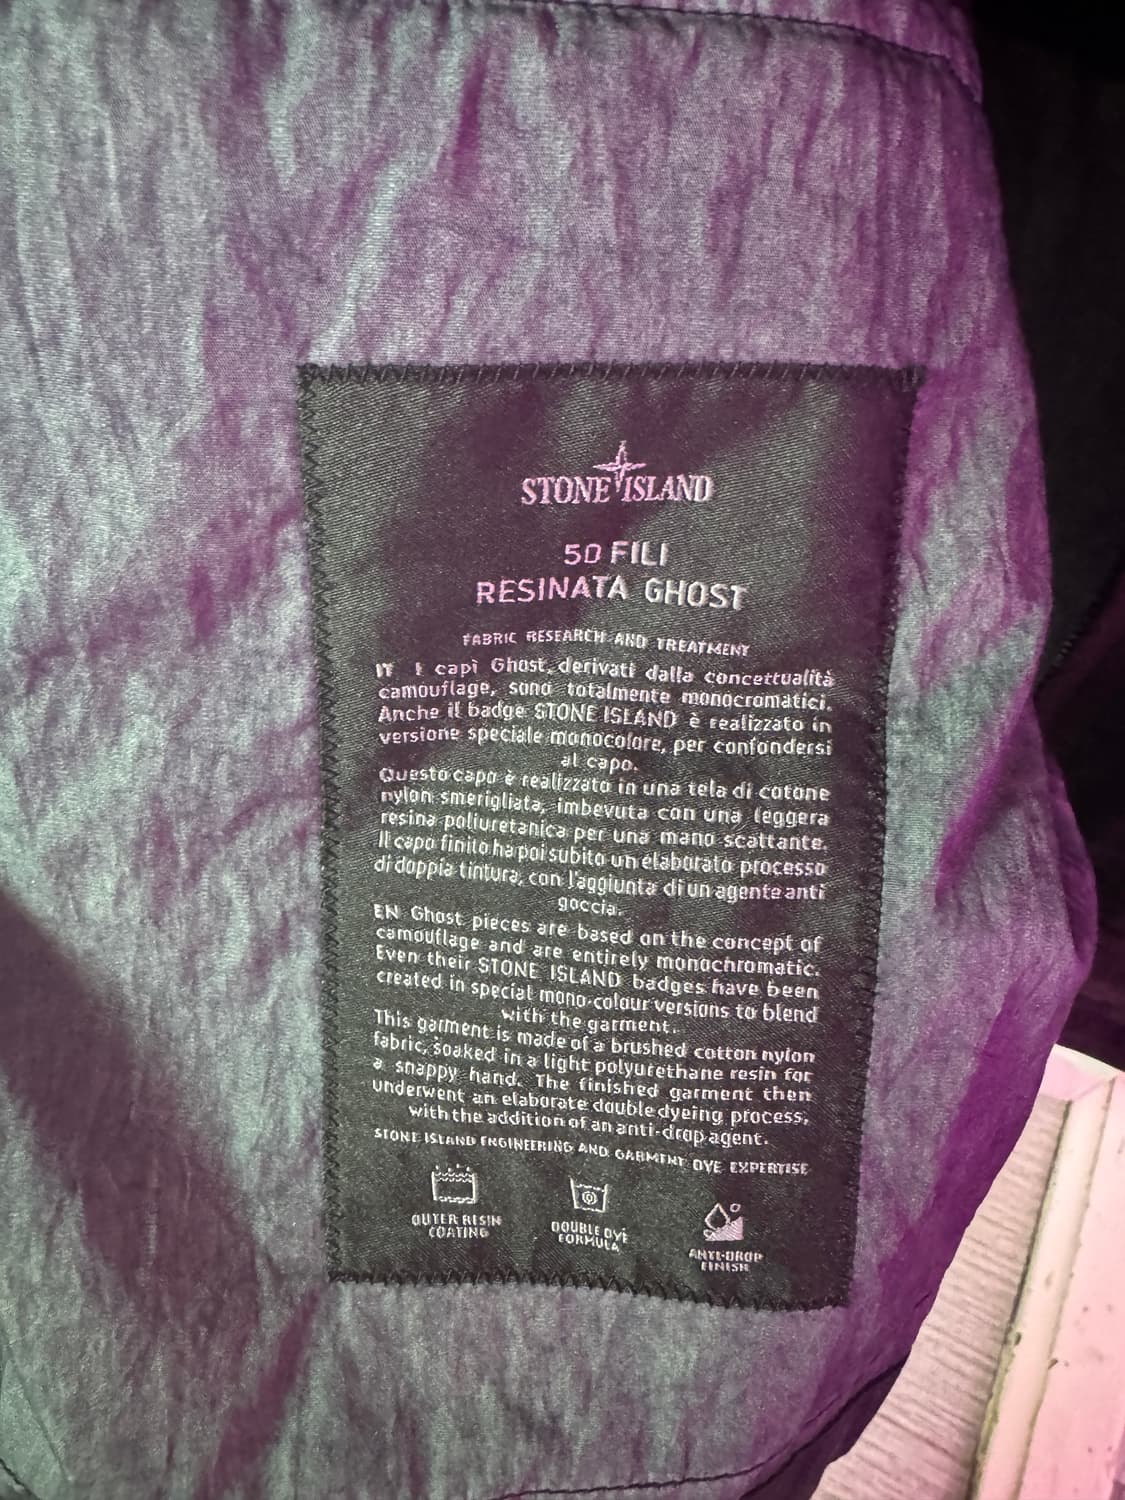 STONE ISLAND
50 FILI
RESINATA GHOST
FABRIC RESEARCH AND TREATMENT
IT I capi Ghost, derivati dalla concettualità
camouflage, sono totalmente monocromatici.
Anche il badge STONE ISLAND è realizzato in
versione speciale monocolore, per confondersi
al capo.
Questo capo è realizzato in una tela di cotone
nylon smerigliata, imbevuta con una leggera
resina poliuretanica per una mano scattante.
Il capo finito ha poi subito un elaborato processo
di doppia tintura, con l'aggiunta di un agente anti
goccia.
EN Ghost pieces are based on the concept of
camouflage and are entirely monochromatic.
Even their STONE ISLAND badges have been
created in special mono-colour versions to blend
with the garment.
This garment is made of a brushed cotton nylon
fabric, soaked in a light polyurethane resin for
a snappy hand. The finished garment then
underwent an elaborate double dyeing process,
with the addition of an anti-drop agent.
STONE ISLAND ENGINEERING AND GARMENT DYE EXPERTISE
OUTER RESIN
COATING
DOUBLE DYE
FORMULA
ANTI-DROP
FINISH